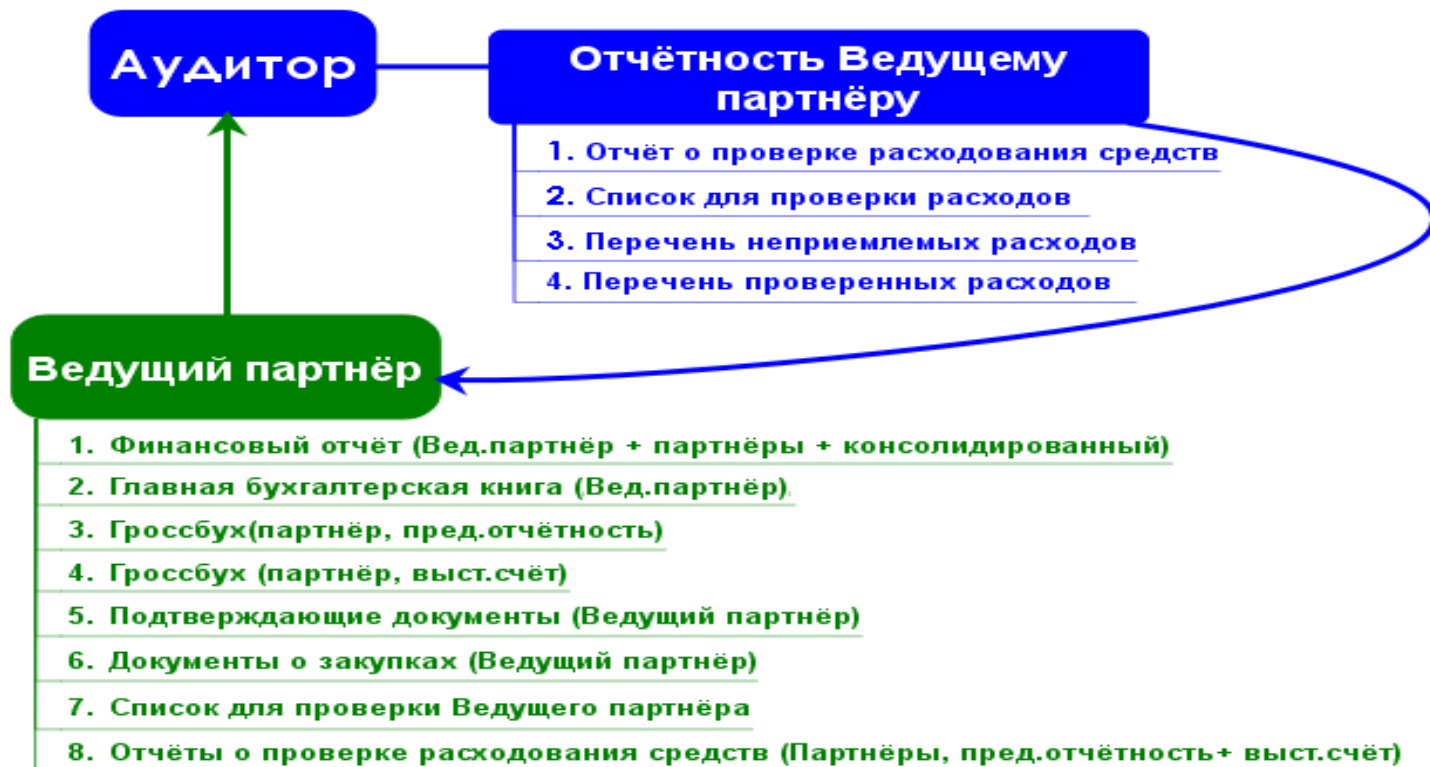 Аудитор
Отчётность Ведущему
партнёру
1. Отчёт о проверке расходования средств
2. Список для проверки расходов
3. Перечень неприемлемых расходов
4. Перечень проверенных расходов
Ведущий партнёр
1. Финансовый отчёт (Вед.партнёр + партнёры + консолидированный)
2. Главная бухгалтерская книга (Вед.партнёр)
3. Гроссбух(партнёр, пред.отчётность)
4. Гроссбух (партнёр, выст.счёт)
5. Подтверждающие документы (Ведущий партнёр)
6. Документы о закупках (Ведущий партнёр)
7. Список для проверки Ведущего партнёра
8. Отчёты о проверке расходования средств (Партнёры, пред.отчётность+ выст.счёт)